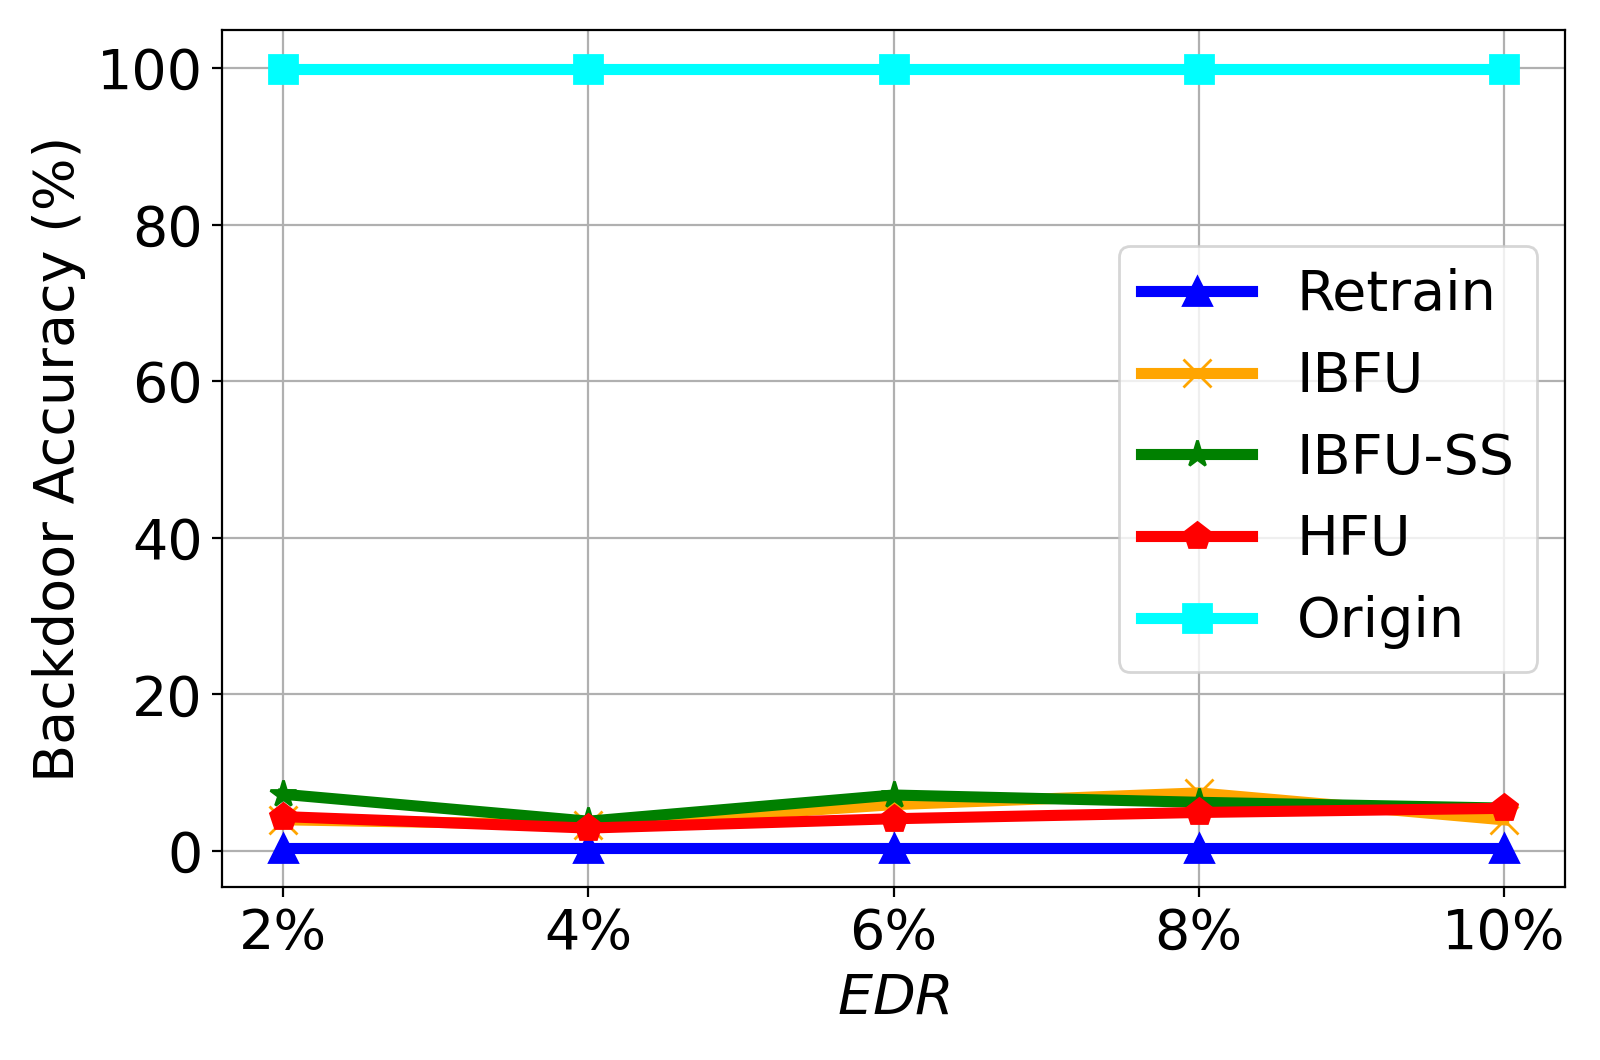 Backdoor Accuracy (%)
100
80
60
40
20
0
Retrain
IBFU
IBFU-SS
HFU
Origin
2% 4% 6% 8% 10%
EDR